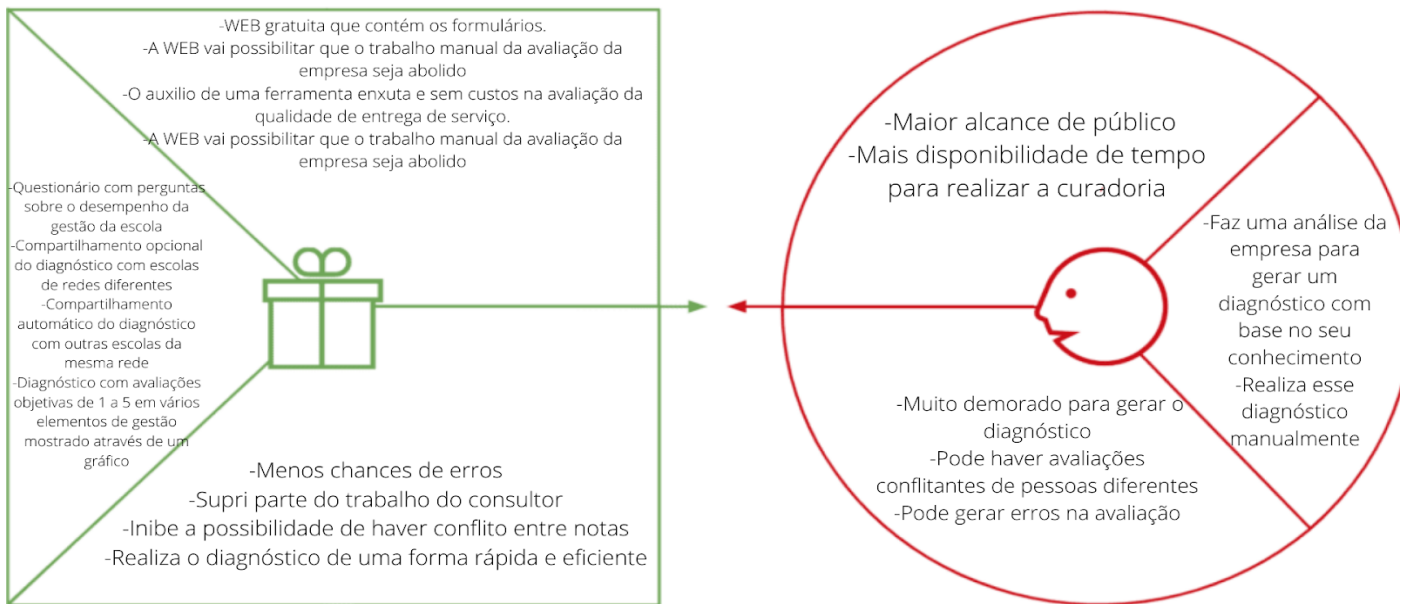 -WEB gratuita que contém os formulários.
-A WEB vai possibilitar que o trabalho manual da avaliação da
empresa seja abolido
-O auxilio de uma ferramenta enxuta e sem custos na avaliação da
qualidade de entrega de serviço.
-A WEB vai possibilitar que o trabalho manual da avaliação da
empresa seja abolido
-Questionário com perguntas
sobre o desempenho da
gestão da escola
-Compartilhamento opcional
do diagnóstico com escolas
de redes diferentes
-Compartilhamento
automático do diagnóstico
com outras escolas da
mesma rede
-Diagnóstico com avaliações
objetivas de 1 a 5 em vários
elementos de gestão
mostrado através de um
gráfico
-Menos chances de erros
-Supri parte do trabalho do consultor
-Inibe a possibilidade de haver conflito entre notas
-Realiza o diagnóstico de uma forma rápida e eficiente
-Maior alcance de público
-Mais disponibilidade de tempo
para realizar a curadoria
-Faz uma análise da
empresa para
gerar um
diagnóstico com
base no seu
conhecimento
-Realiza esse
diagnóstico
manualmente
-Muito demorado para gerar o
diagnóstico
-Pode haver avaliações
conflitantes de pessoas diferentes
-Pode gerar erros na avaliação